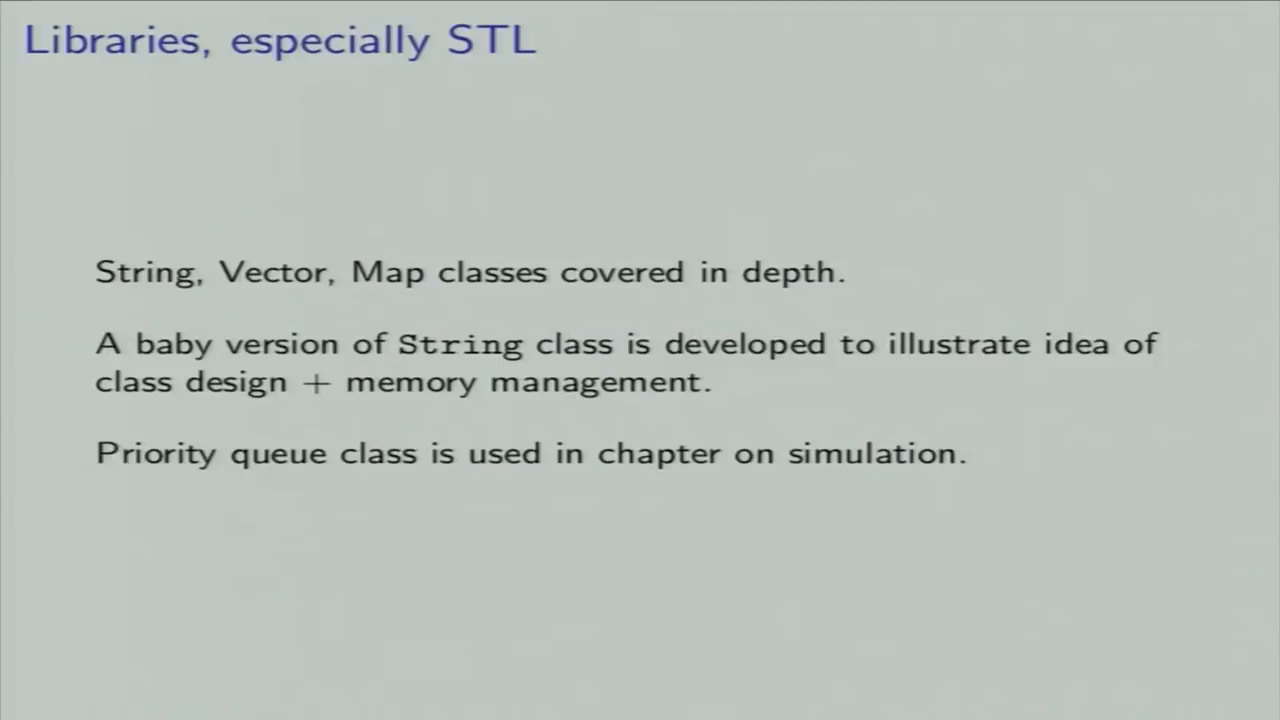 Libraries, especially STL
String, Vector, Map classes covered in depth.
A baby version of String class is developed to illustrate idea of
class design + memory management.
Priority queue class is used in chapter on simulation.